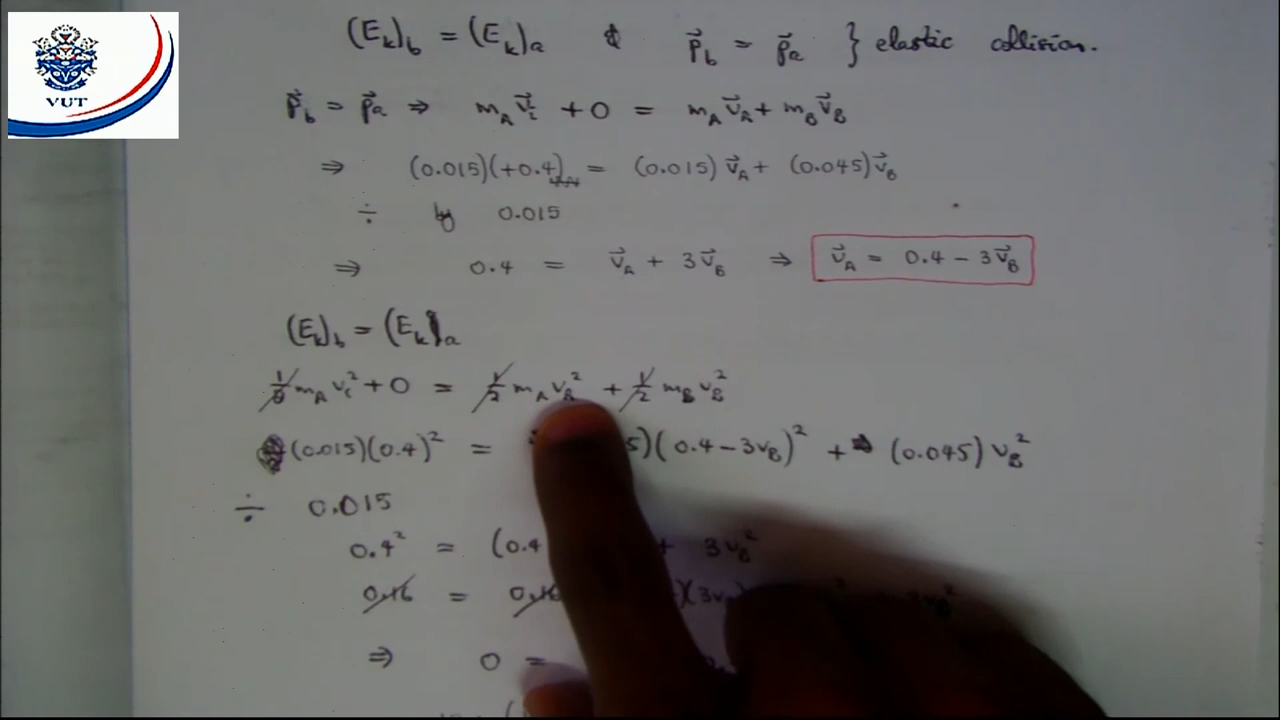 VUT
(E_k)_b = (E_k)_a & p⃗_b = p⃗_a } elastic collision.
p⃗_b = p⃗_a ⇒ m_A v⃗_i + 0 = m_A v⃗_A + m_B v⃗_B
⇒ (0.015)(+0.4) = (0.015) v⃗_A + (0.045) v⃗_B
÷ by 0.015
⇒ 0.4 = v⃗_A + 3v⃗_B ⇒ v⃗_A = 0.4 - 3v⃗_B
(E_k)_b = (E_k)_a
m_A v_i² + 0 = ½ m_A v_A² + ½ m_B v_B²
(0.015)(0.4)² = 5)(0.4 - 3v_B)² + (0.045) v_B²
÷ 0.015
0.4² = (0.4 + 3v_B²
0.16 = 0.16 )(3v
⇒ 0 =